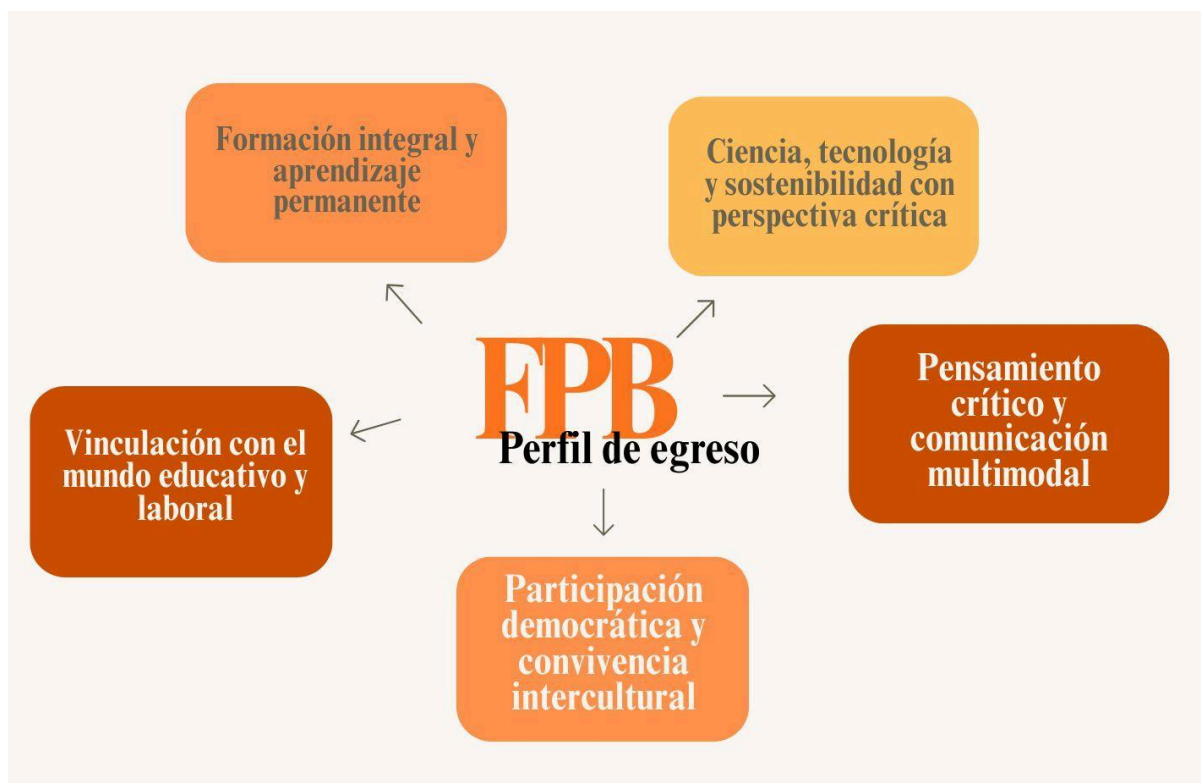 Formación integral y
aprendizaje
permanente
Ciencia, tecnología
y sostenibilidad con
perspectiva crítica
FPB
Perfil de egreso
Pensamiento
crítico y
comunicación
multimodal
Vinculación con el
mundo educativo y
laboral
Participación
democrática y
convivencia
intercultural